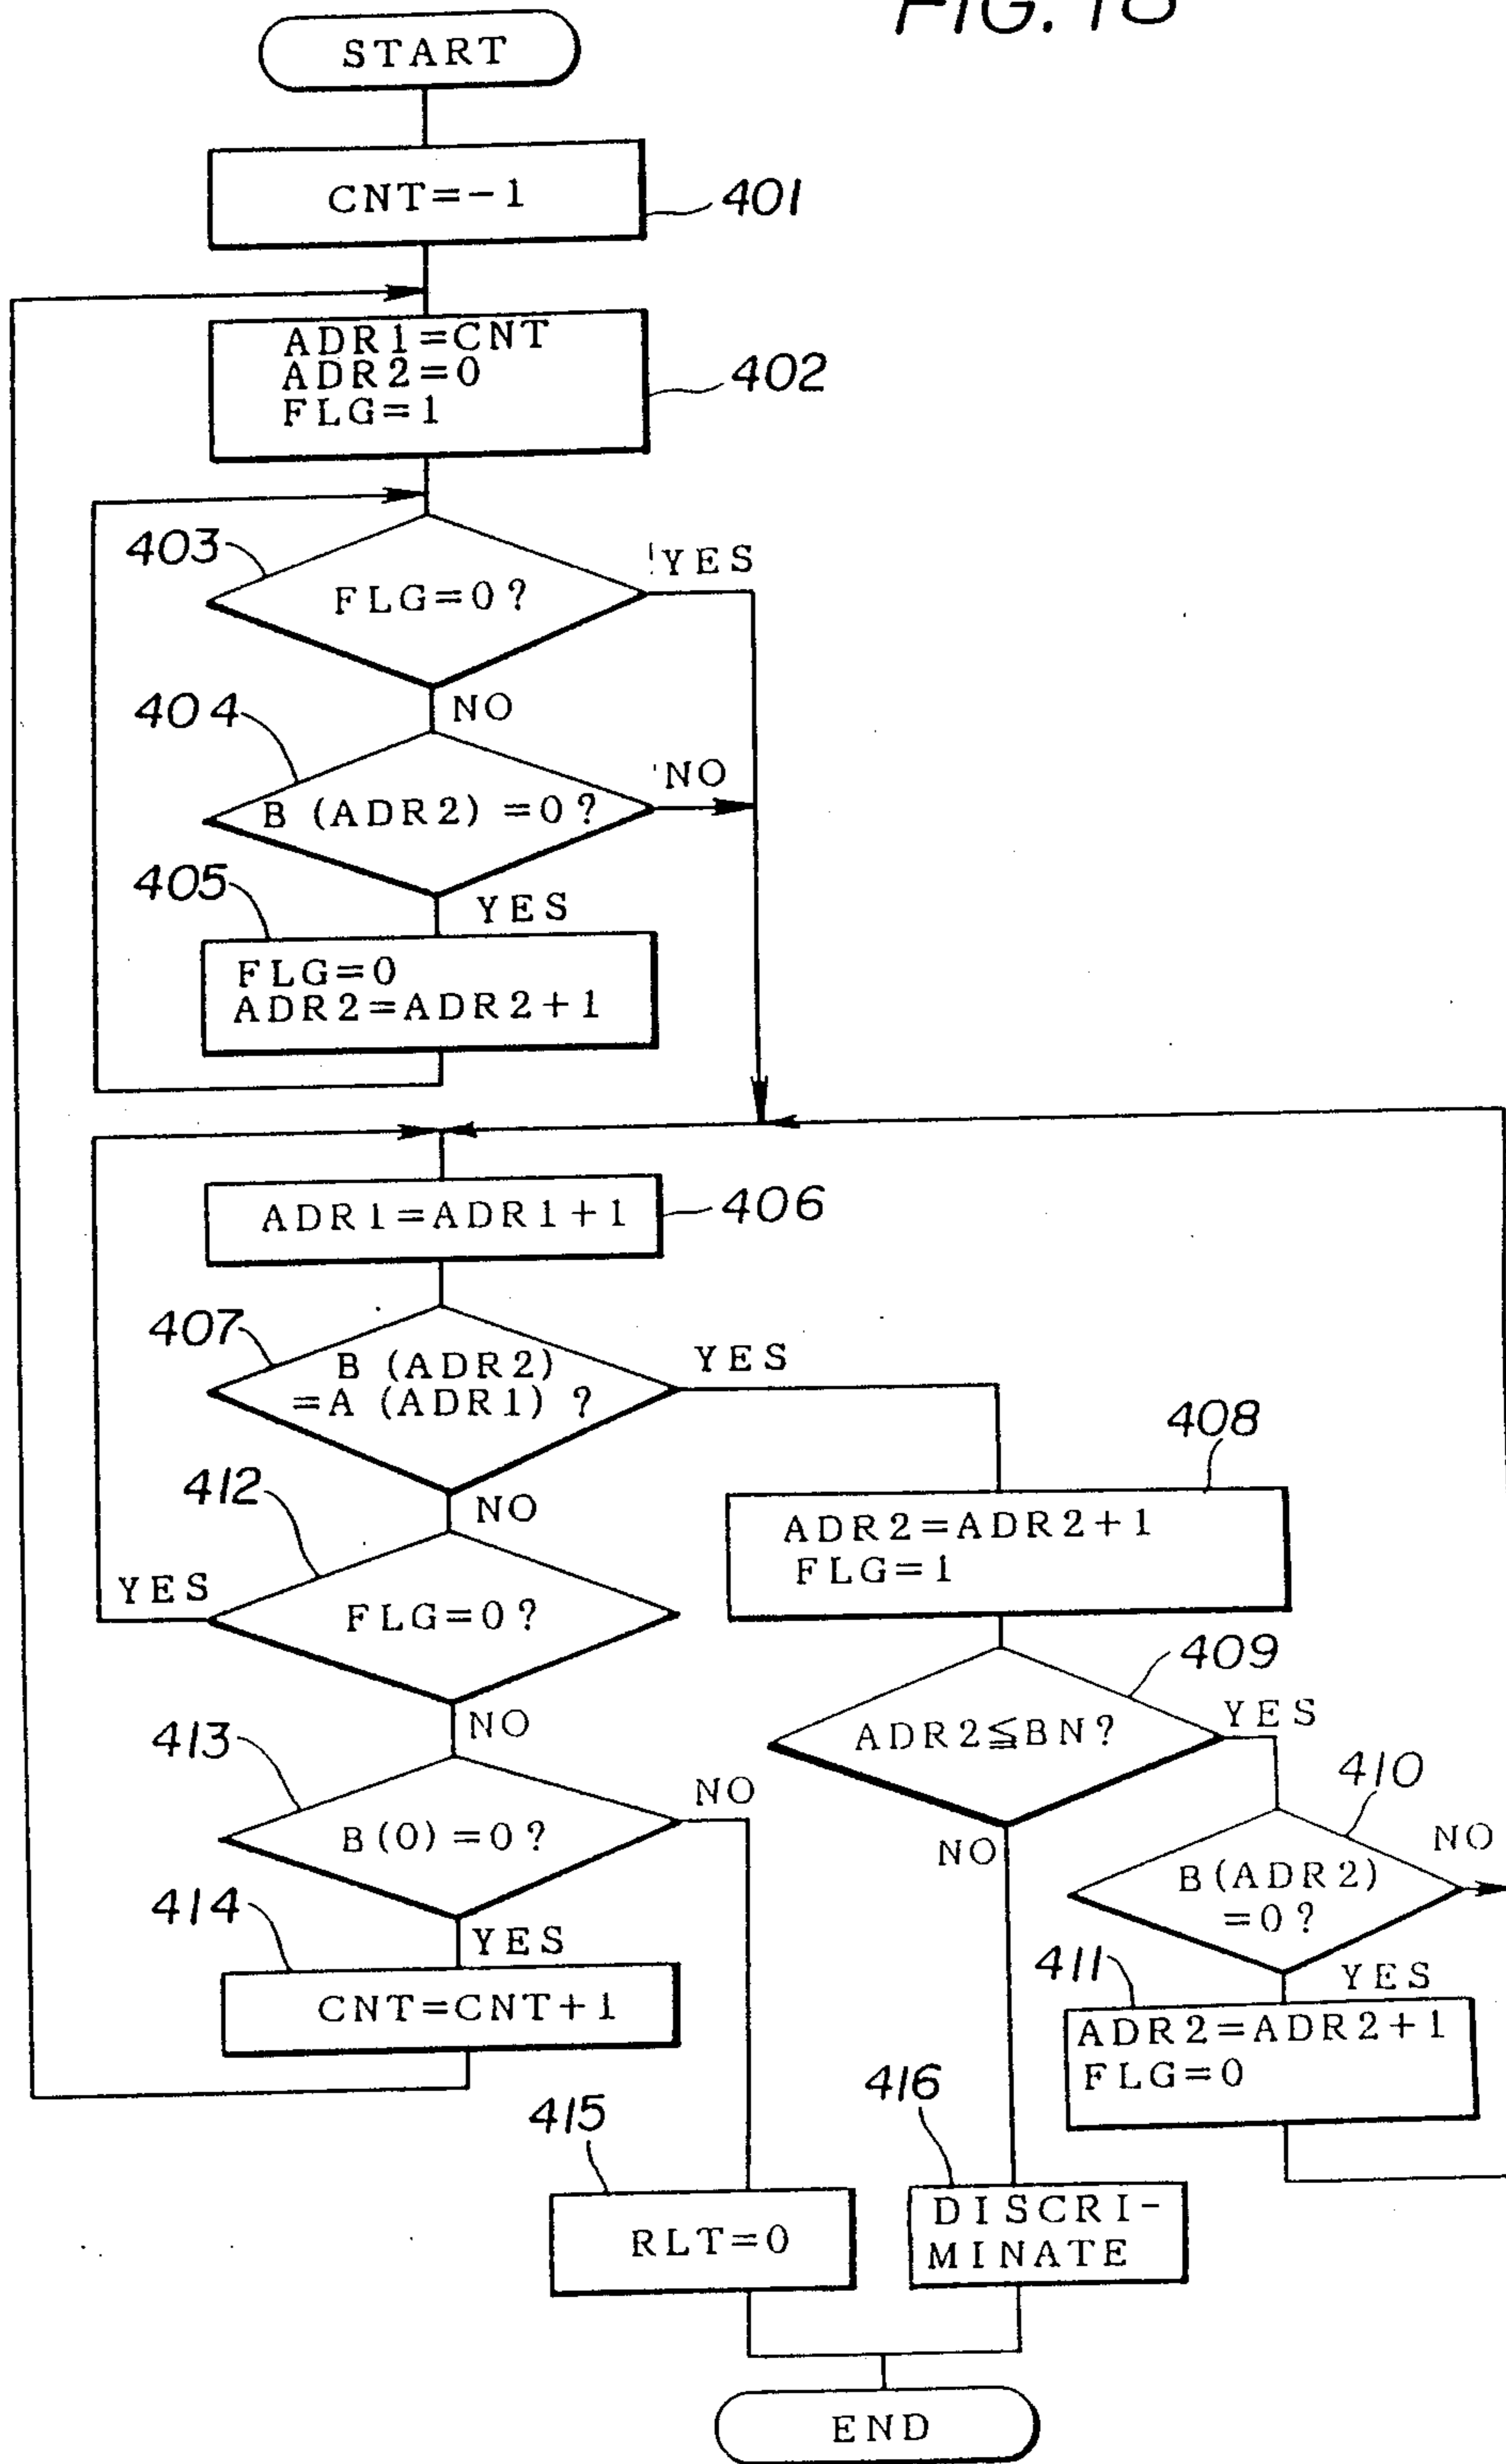 FIG. 18
START
CNT=-1
401
ADR1=CNT
ADR2=0
FLG=1
402
403
FLG=0?
YES
NO
404
B (ADR2) =0?
NO
405
YES
FLG=0
ADR2=ADR2+1
ADR1=ADR1+1
406
407
B (ADR2)
=A (ADR1) ?
YES
NO
408
ADR2=ADR2+1
FLG=1
412
YES
FLG=0?
NO
409
ADR2≦BN?
YES
NO
410
B(ADR2)
=0?
NO
YES
411
ADR2=ADR2+1
FLG=0
413
B(0)=0?
NO
YES
414
CNT=CNT+1
415
RLT=0
416
DISCRI-
MINATE
END